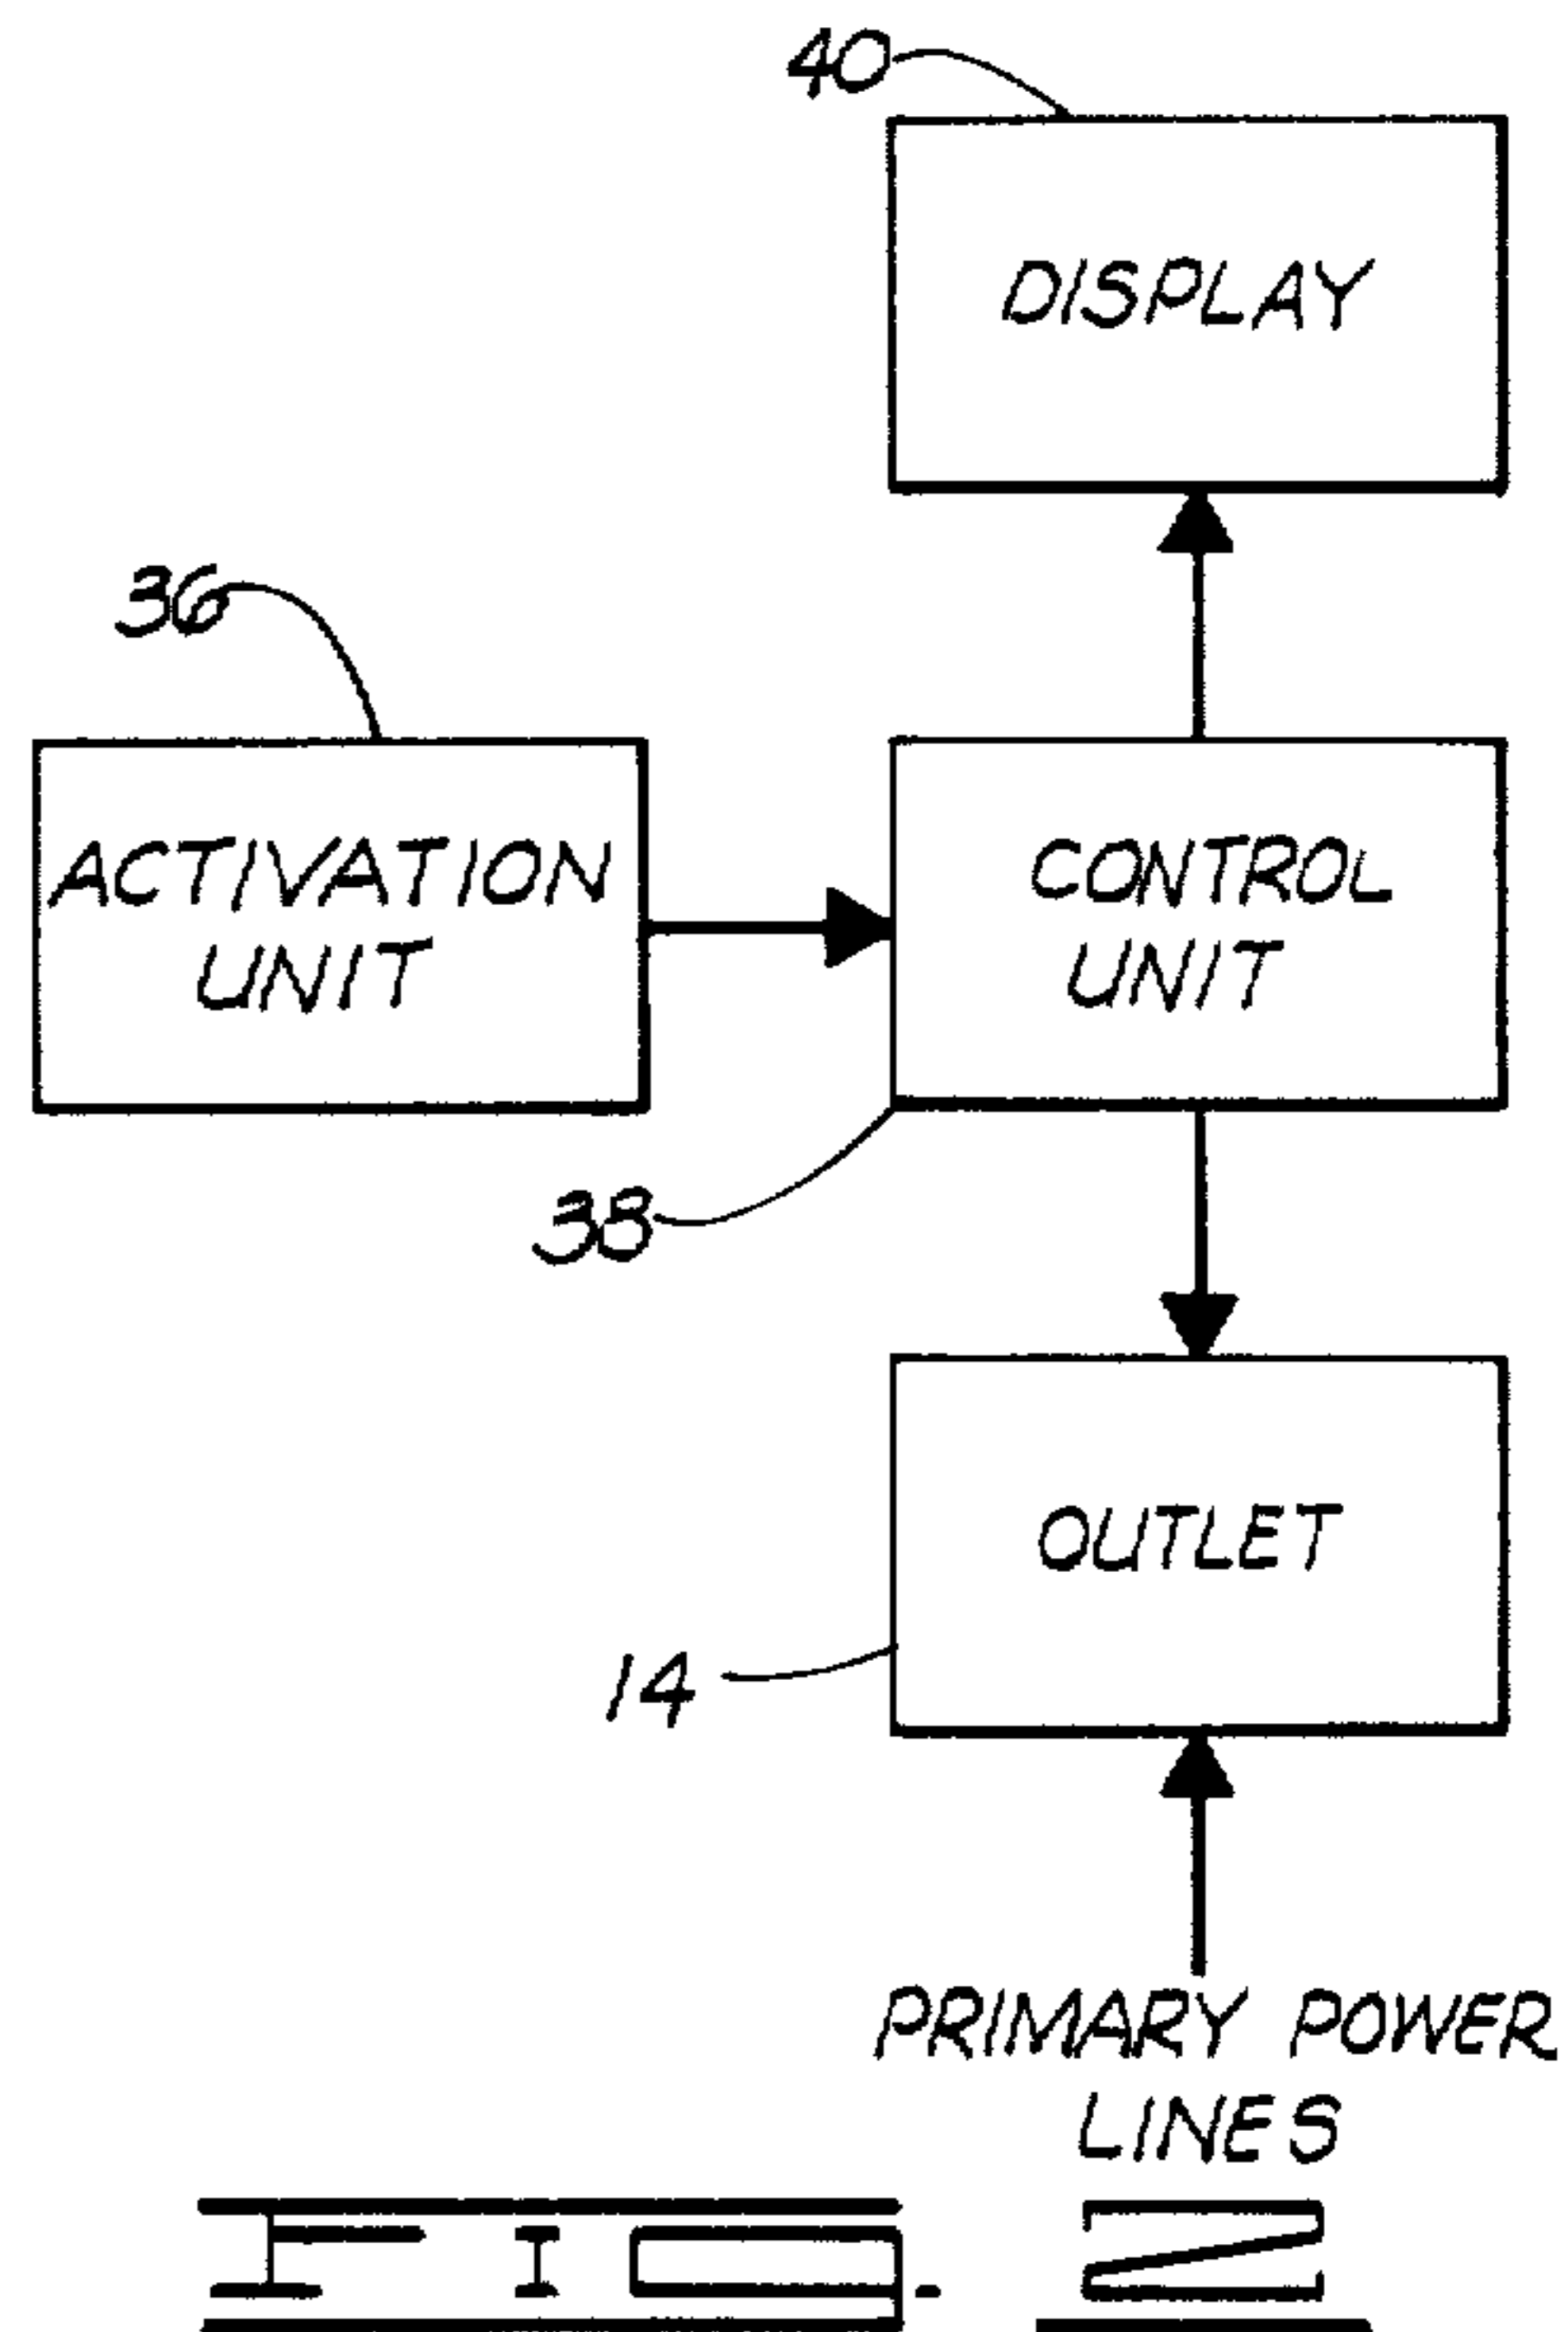 40
DISPLAY
36
ACTIVATION
UNIT
CONTROL
UNIT
38
OUTLET
14
PRIMARY POWER
LINES
FIG. 2